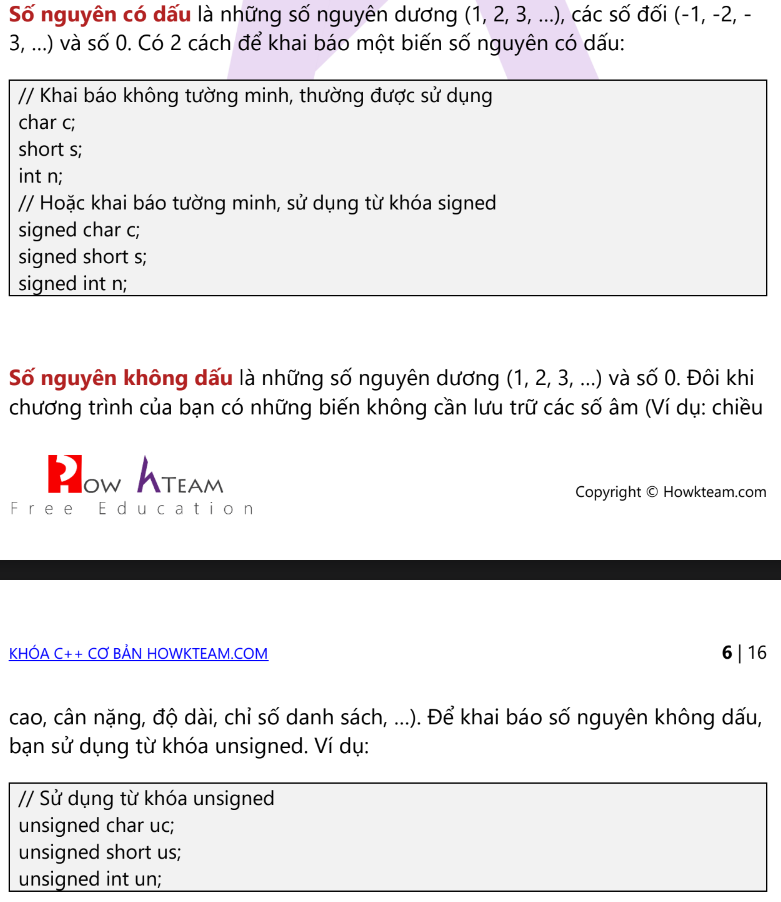 Số nguyên có dấu là những số nguyên dương (1, 2, 3, …), các số đối (-1, -2, -
3, …) và số 0. Có 2 cách để khai báo một biến số nguyên có dấu:
// Khai báo không tường minh, thường được sử dụng
char c;
short s;
int n;
// Hoặc khai báo tường minh, sử dụng từ khóa signed
signed char c;
signed short s;
signed int n;
Số nguyên không dấu là những số nguyên dương (1, 2, 3, …) và số 0. Đôi khi
chương trình của bạn có những biến không cần lưu trữ các số âm (Ví dụ: chiều
How kTeam
Free Education
Copyright © Howkteam.com
KHÓA C++ CƠ BẢN HOWKTEAM.COM
6 | 16
cao, cân nặng, độ dài, chỉ số danh sách, …). Để khai báo số nguyên không dấu,
bạn sử dụng từ khóa unsigned. Ví dụ:
// Sử dụng từ khóa unsigned
unsigned char uc;
unsigned short us;
unsigned int un;